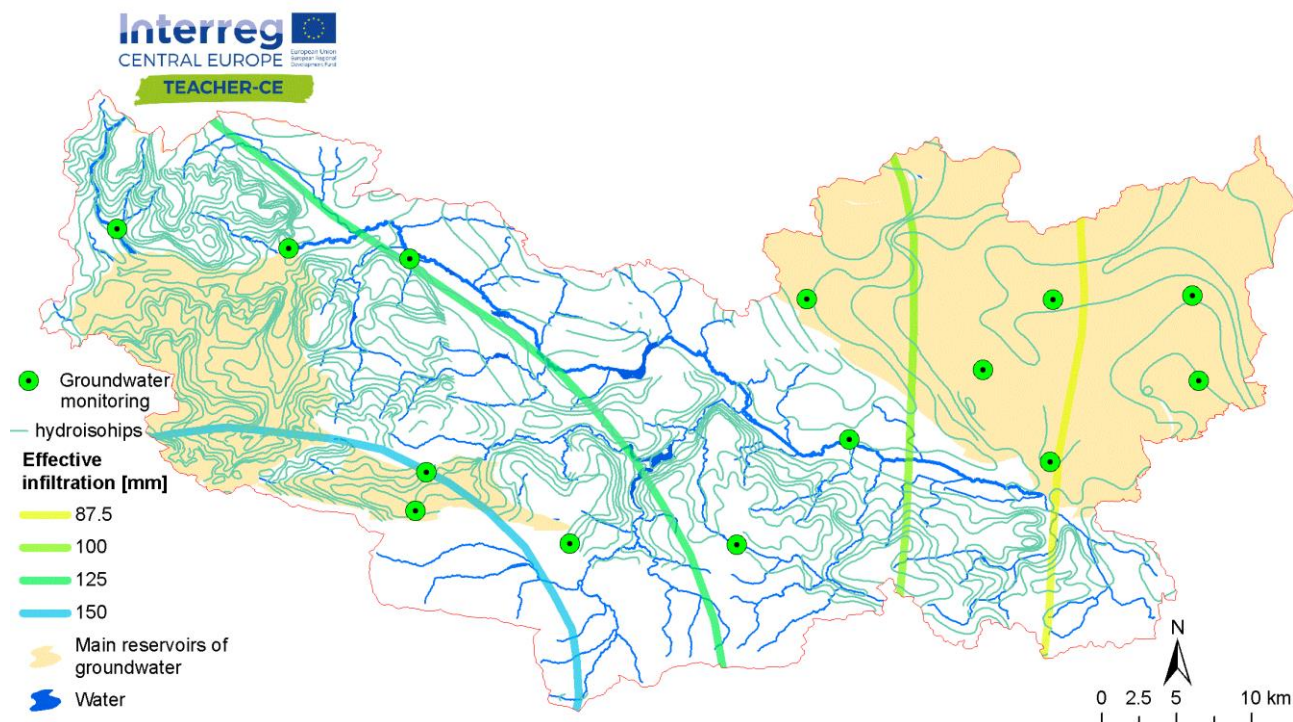 Interreg
CENTRAL EUROPE
European Union
European Regional
Development Fund
TEACHER-CE
Groundwater
monitoring
hydroisohips
Effective
infiltration [mm]
87.5
100
125
150
Main reservoirs of
groundwater
Water
N
0 2.5 5 10 km